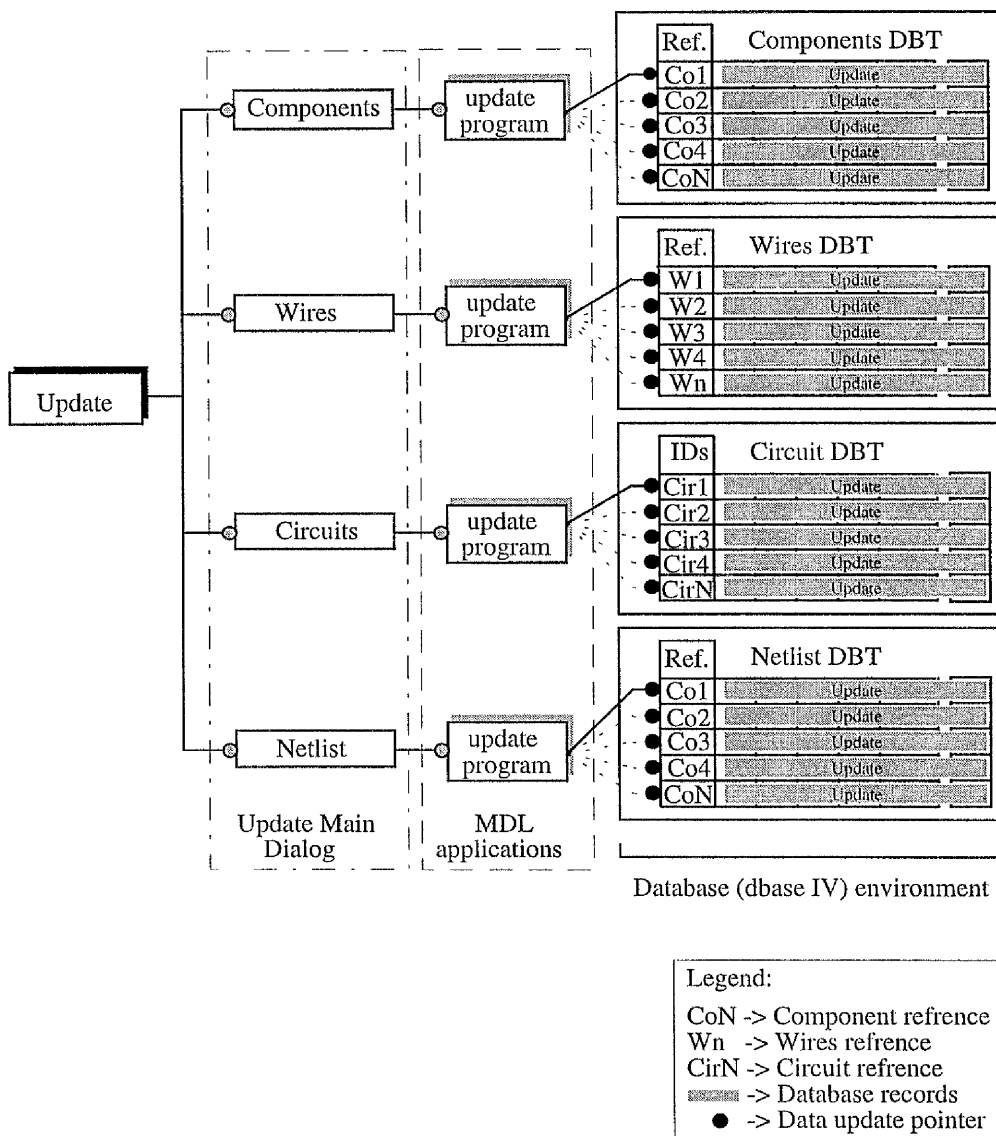 Update
Components
Wires
Circuits
Netlist
Update Main
Dialog
update
program
update
program
update
program
update
program
MDL
applications
Ref. Components DBT
Co1 Update
Co2 Update
Co3 Update
Co4 Update
CoN Update
Ref. Wires DBT
W1 Update
W2 Update
W3 Update
W4 Update
Wn Update
IDs Circuit DBT
Cir1 Update
Cir2 Update
Cir3 Update
Cir4 Update
CirN Update
Ref. Netlist DBT
Co1 Update
Co2 Update
Co3 Update
Co4 Update
CoN Update
Database (dbase IV) environment
Legend:
CoN -> Component refrence
Wn -> Wires refrence
CirN -> Circuit refrence
-> Database records
-> Data update pointer